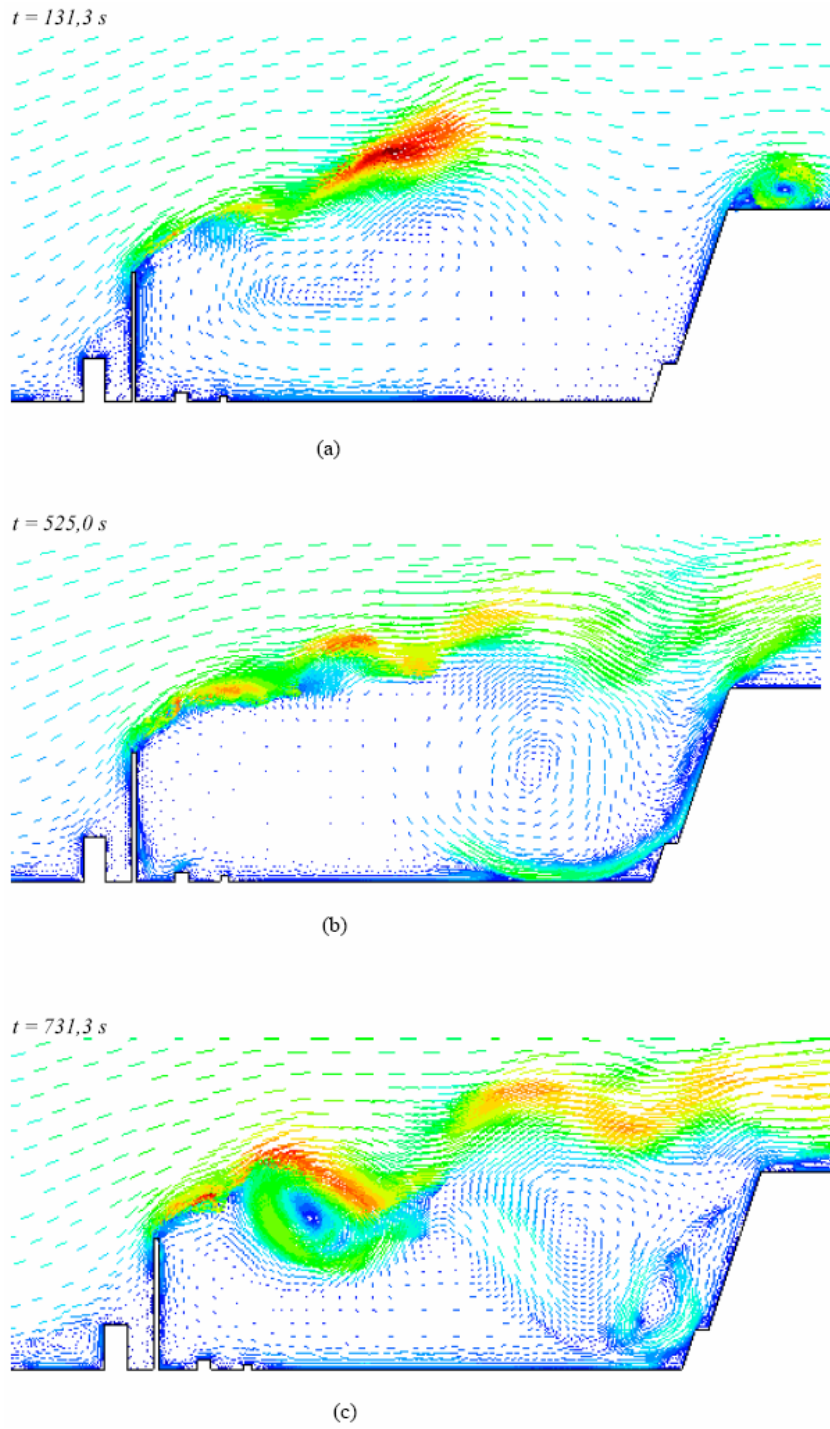 t = 131,3 s
(a)
t = 525,0 s
(b)
t = 731,3 s
(c)